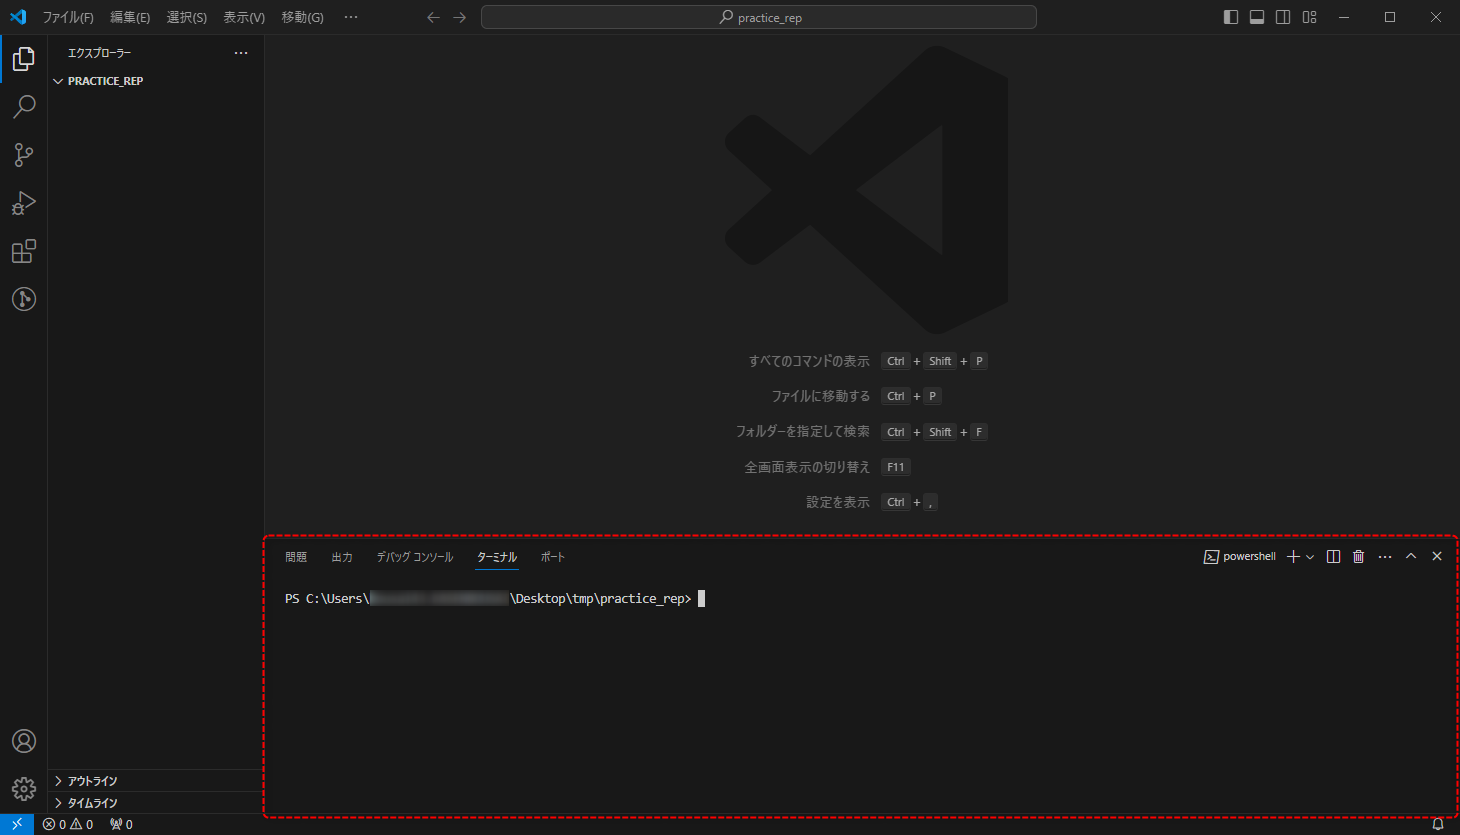 ファイル(F) 編集(E) 選択(S) 表示(V) 移動(G) ··· practice_rep
エクスプローラー ···
PRACTICE_REP
すべてのコマンドの表示 Ctrl + Shift + P
ファイルに移動する Ctrl + P
フォルダーを指定して検索 Ctrl + Shift + F
全画面表示の切り替え F11
設定を表示 Ctrl + ,
問題 出力 デバッグ コンソール ターミナル ポート powershell ···
PS C:\Users\ \Desktop\tmp\practice_rep>
アウトライン
タイムライン
0 0 0